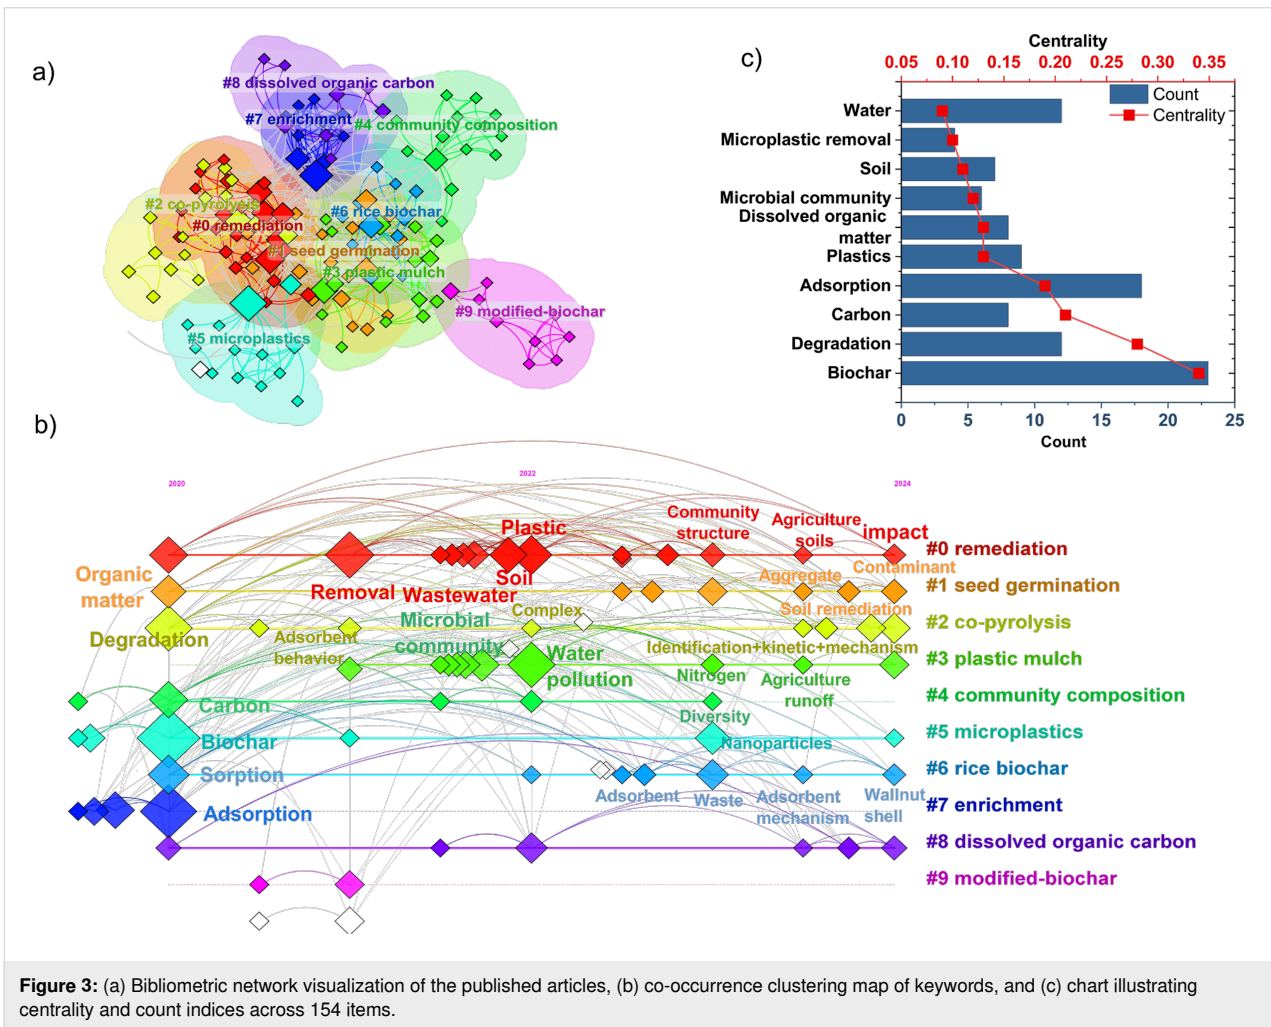 a)
#8 dissolved organic carbon
#7 enrichment
#4 community composition
#2 co-pyrolysis
#6 rice biochar
#0 remediation
#1 seed germination
#3 plastic mulch
#9 modified-biochar
#5 microplastics
c)
Centrality
0.05 0.10 0.15 0.20 0.25 0.30 0.35
Count
Centrality
Water
Microplastic removal
Soil
Microbial community
Dissolved organic
matter
Plastics
Adsorption
Carbon
Degradation
Biochar
0 5 10 15 20 25
Count
b)
2020
2022
2024
Plastic
Community
structure
Agriculture
soils
impact
#0 remediation
Organic
matter
Removal
Wastewater
Soil
Aggregate
Contaminant
#1 seed germination
Degradation
Adsorbent
behavior
Microbial
community
Complex
Soil remediation
#2 co-pyrolysis
Water
pollution
Identification+kinetic+mechanism
Nitrogen
Agriculture
runoff
#3 plastic mulch
Carbon
Diversity
#4 community composition
Biochar
Nanoparticles
#5 microplastics
Sorption
Adsorbent
Waste
Adsorbent
mechanism
Wallnut
shell
#6 rice biochar
Adsorption
#7 enrichment
#8 dissolved organic carbon
#9 modified-biochar
Figure 3: (a) Bibliometric network visualization of the published articles, (b) co-occurrence clustering map of keywords, and (c) chart illustrating
centrality and count indices across 154 items.